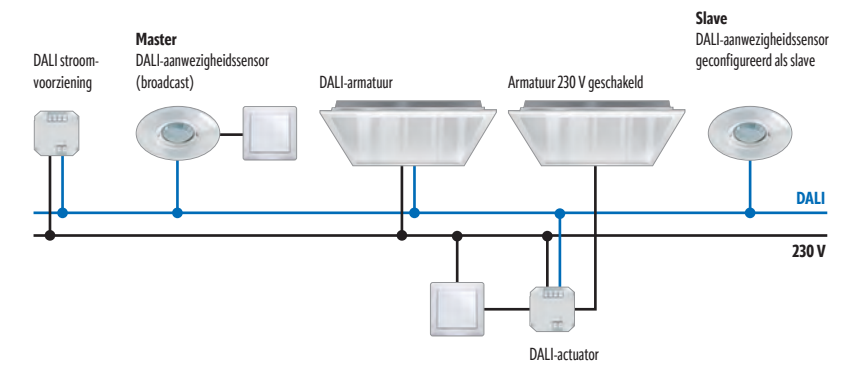 DALI stroom-
voorziening
Master
DALI-aanwezigheidssensor
(broadcast)
DALI-armatuur
Armatuur 230 V geschakeld
Slave
DALI-aanwezigheidssensor
geconfigureerd als slave
DALI
230 V
DALI-actuator